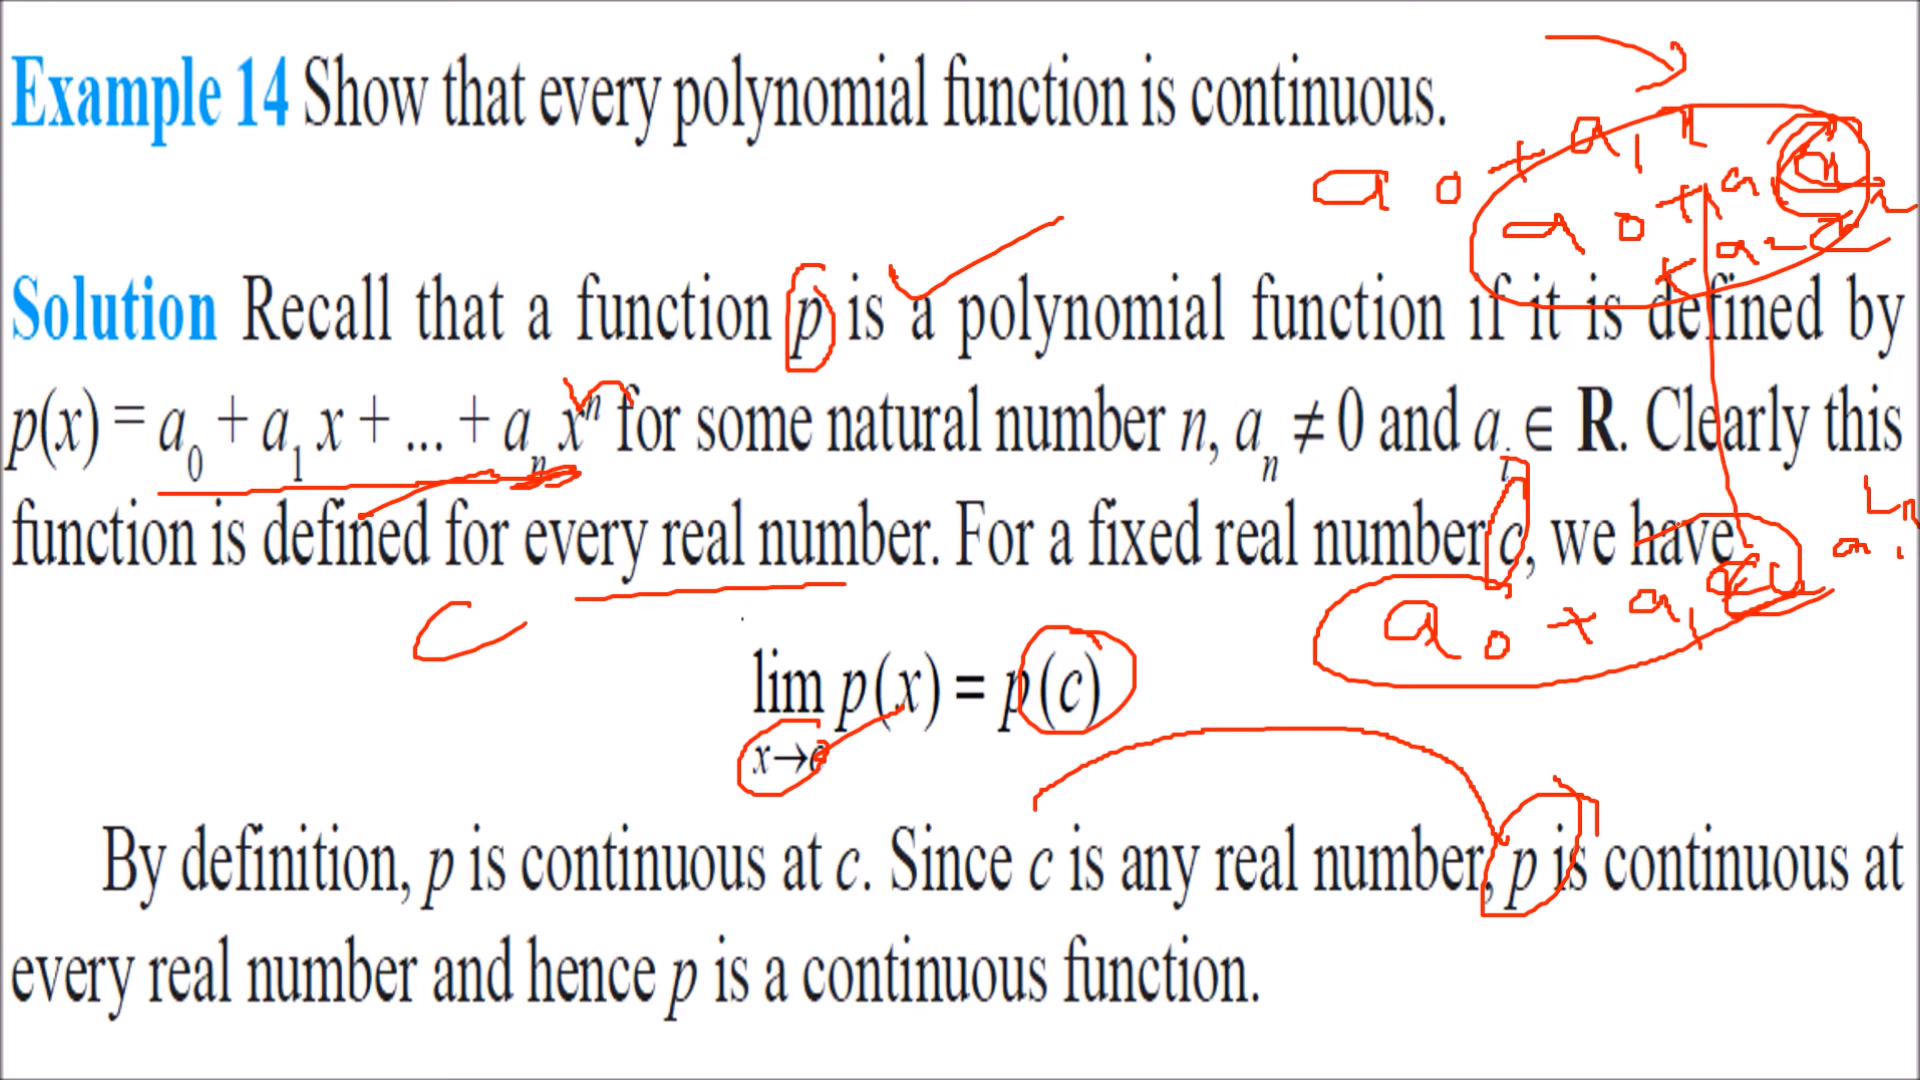 Example 14 Show that every polynomial function is continuous.
Solution Recall that a function p is a polynomial function if it is defined by
p(x) = a₀ + a₁ x + ... + aₙ xⁿ for some natural number n, aₙ ≠ 0 and aᵢ ∈ R. Clearly this
function is defined for every real number. For a fixed real number c, we have
lim p(x) = p(c)
x→c
By definition, p is continuous at c. Since c is any real number, p is continuous at
every real number and hence p is a continuous function.